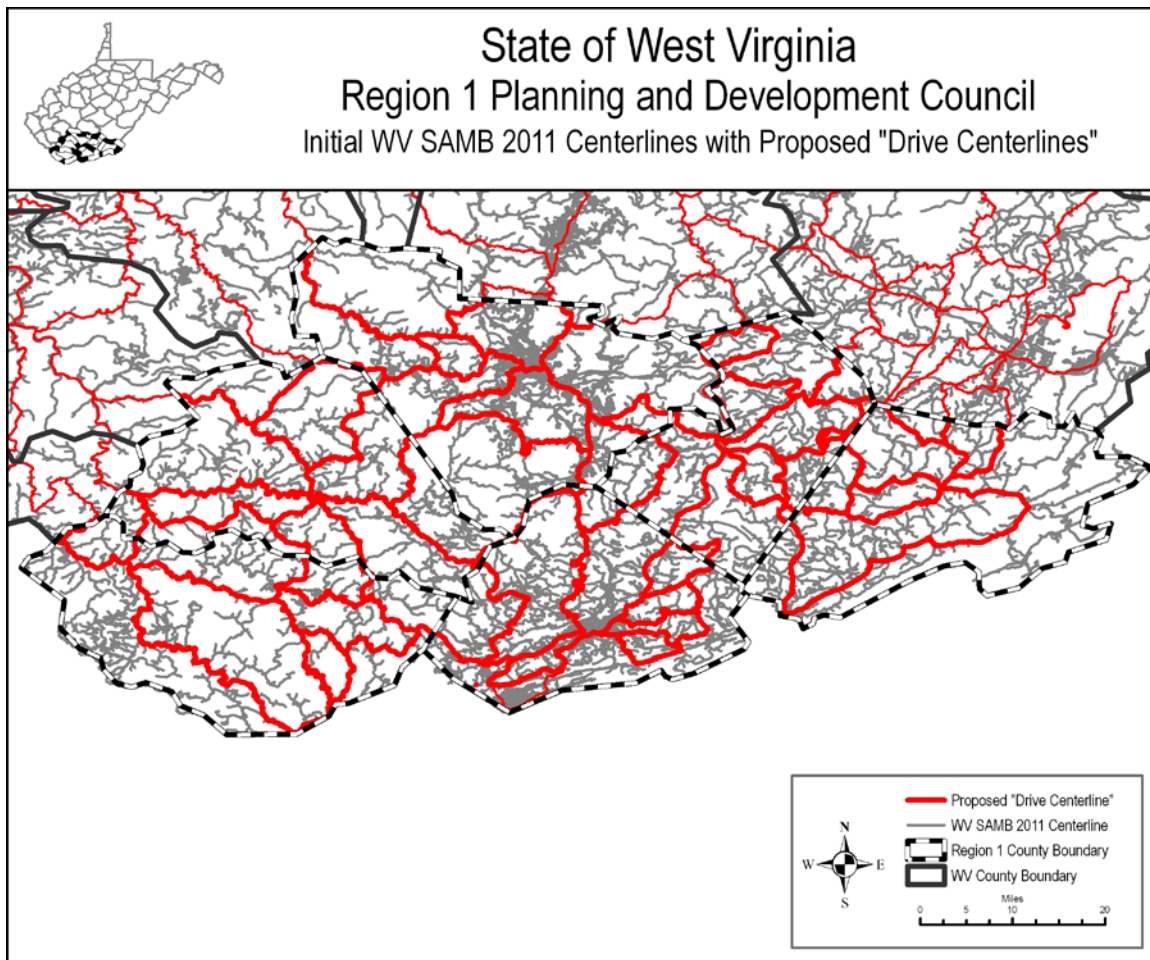 State of West Virginia
Region 1 Planning and Development Council
Initial WV SAMB 2011 Centerlines with Proposed "Drive Centerlines"
N
W E
S
Proposed "Drive Centerline"
WV SAMB 2011 Centerline
Region 1 County Boundary
WV County Boundary
Miles
0 5 10 20